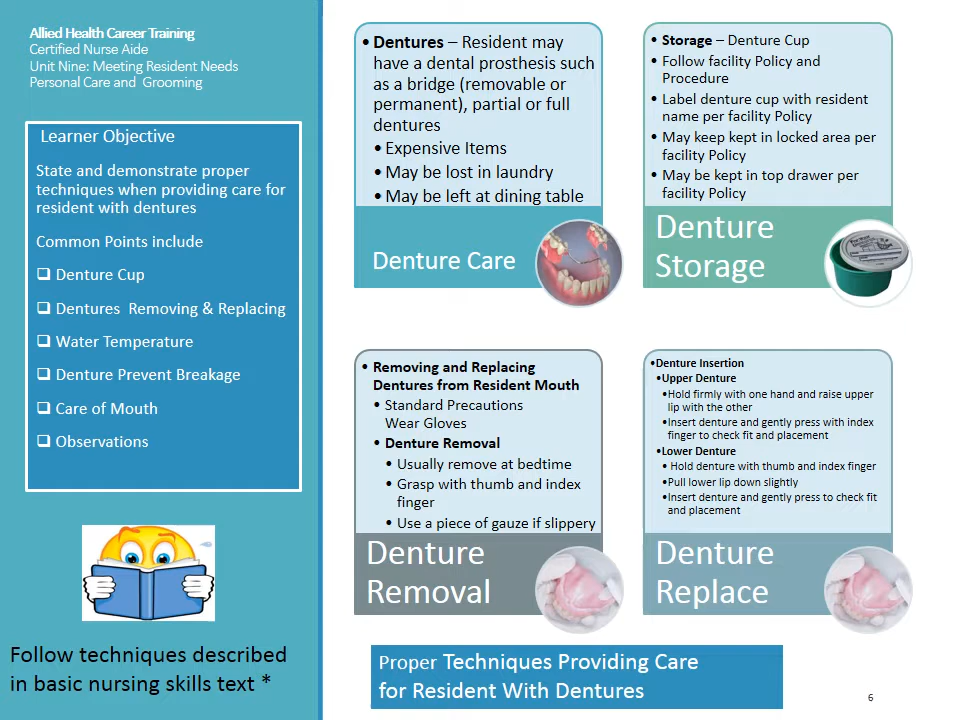 Allied Health Career Training
Certified Nurse Aide
Unit Nine: Meeting Resident Needs
Personal Care and  Grooming
Learner Objective
State and demonstrate proper
techniques when providing care for
resident with dentures
Common Points include
❑ Denture Cup
❑ Dentures  Removing & Replacing
❑ Water Temperature
❑ Denture Prevent Breakage
❑ Care of Mouth
❑ Observations
Follow techniques described
in basic nursing skills text *
• Dentures – Resident may
have a dental prosthesis such
as a bridge (removable or
permanent), partial or full
dentures
• Expensive Items
• May be lost in laundry
• May be left at dining table
Denture Care
• Storage – Denture Cup
• Follow facility Policy and
Procedure
• Label denture cup with resident
name per facility Policy
• May keep kept in locked area per
facility Policy
• May be kept in top drawer per
facility Policy
Denture
Storage
• Removing and Replacing
Dentures from Resident Mouth
• Standard Precautions
Wear Gloves
• Denture Removal
• Usually remove at bedtime
• Grasp with thumb and index
finger
• Use a piece of gauze if slippery
Denture
Removal
•Denture Insertion
•Upper Denture
•Hold firmly with one hand and raise upper
lip with the other
•Insert denture and gently press with index
finger to check fit and placement
•Lower Denture
• Hold denture with thumb and index finger
•Pull lower lip down slightly
•Insert denture and gently press to check fit
and placement
Denture
Replace
Proper Techniques Providing Care
for Resident With Dentures
6